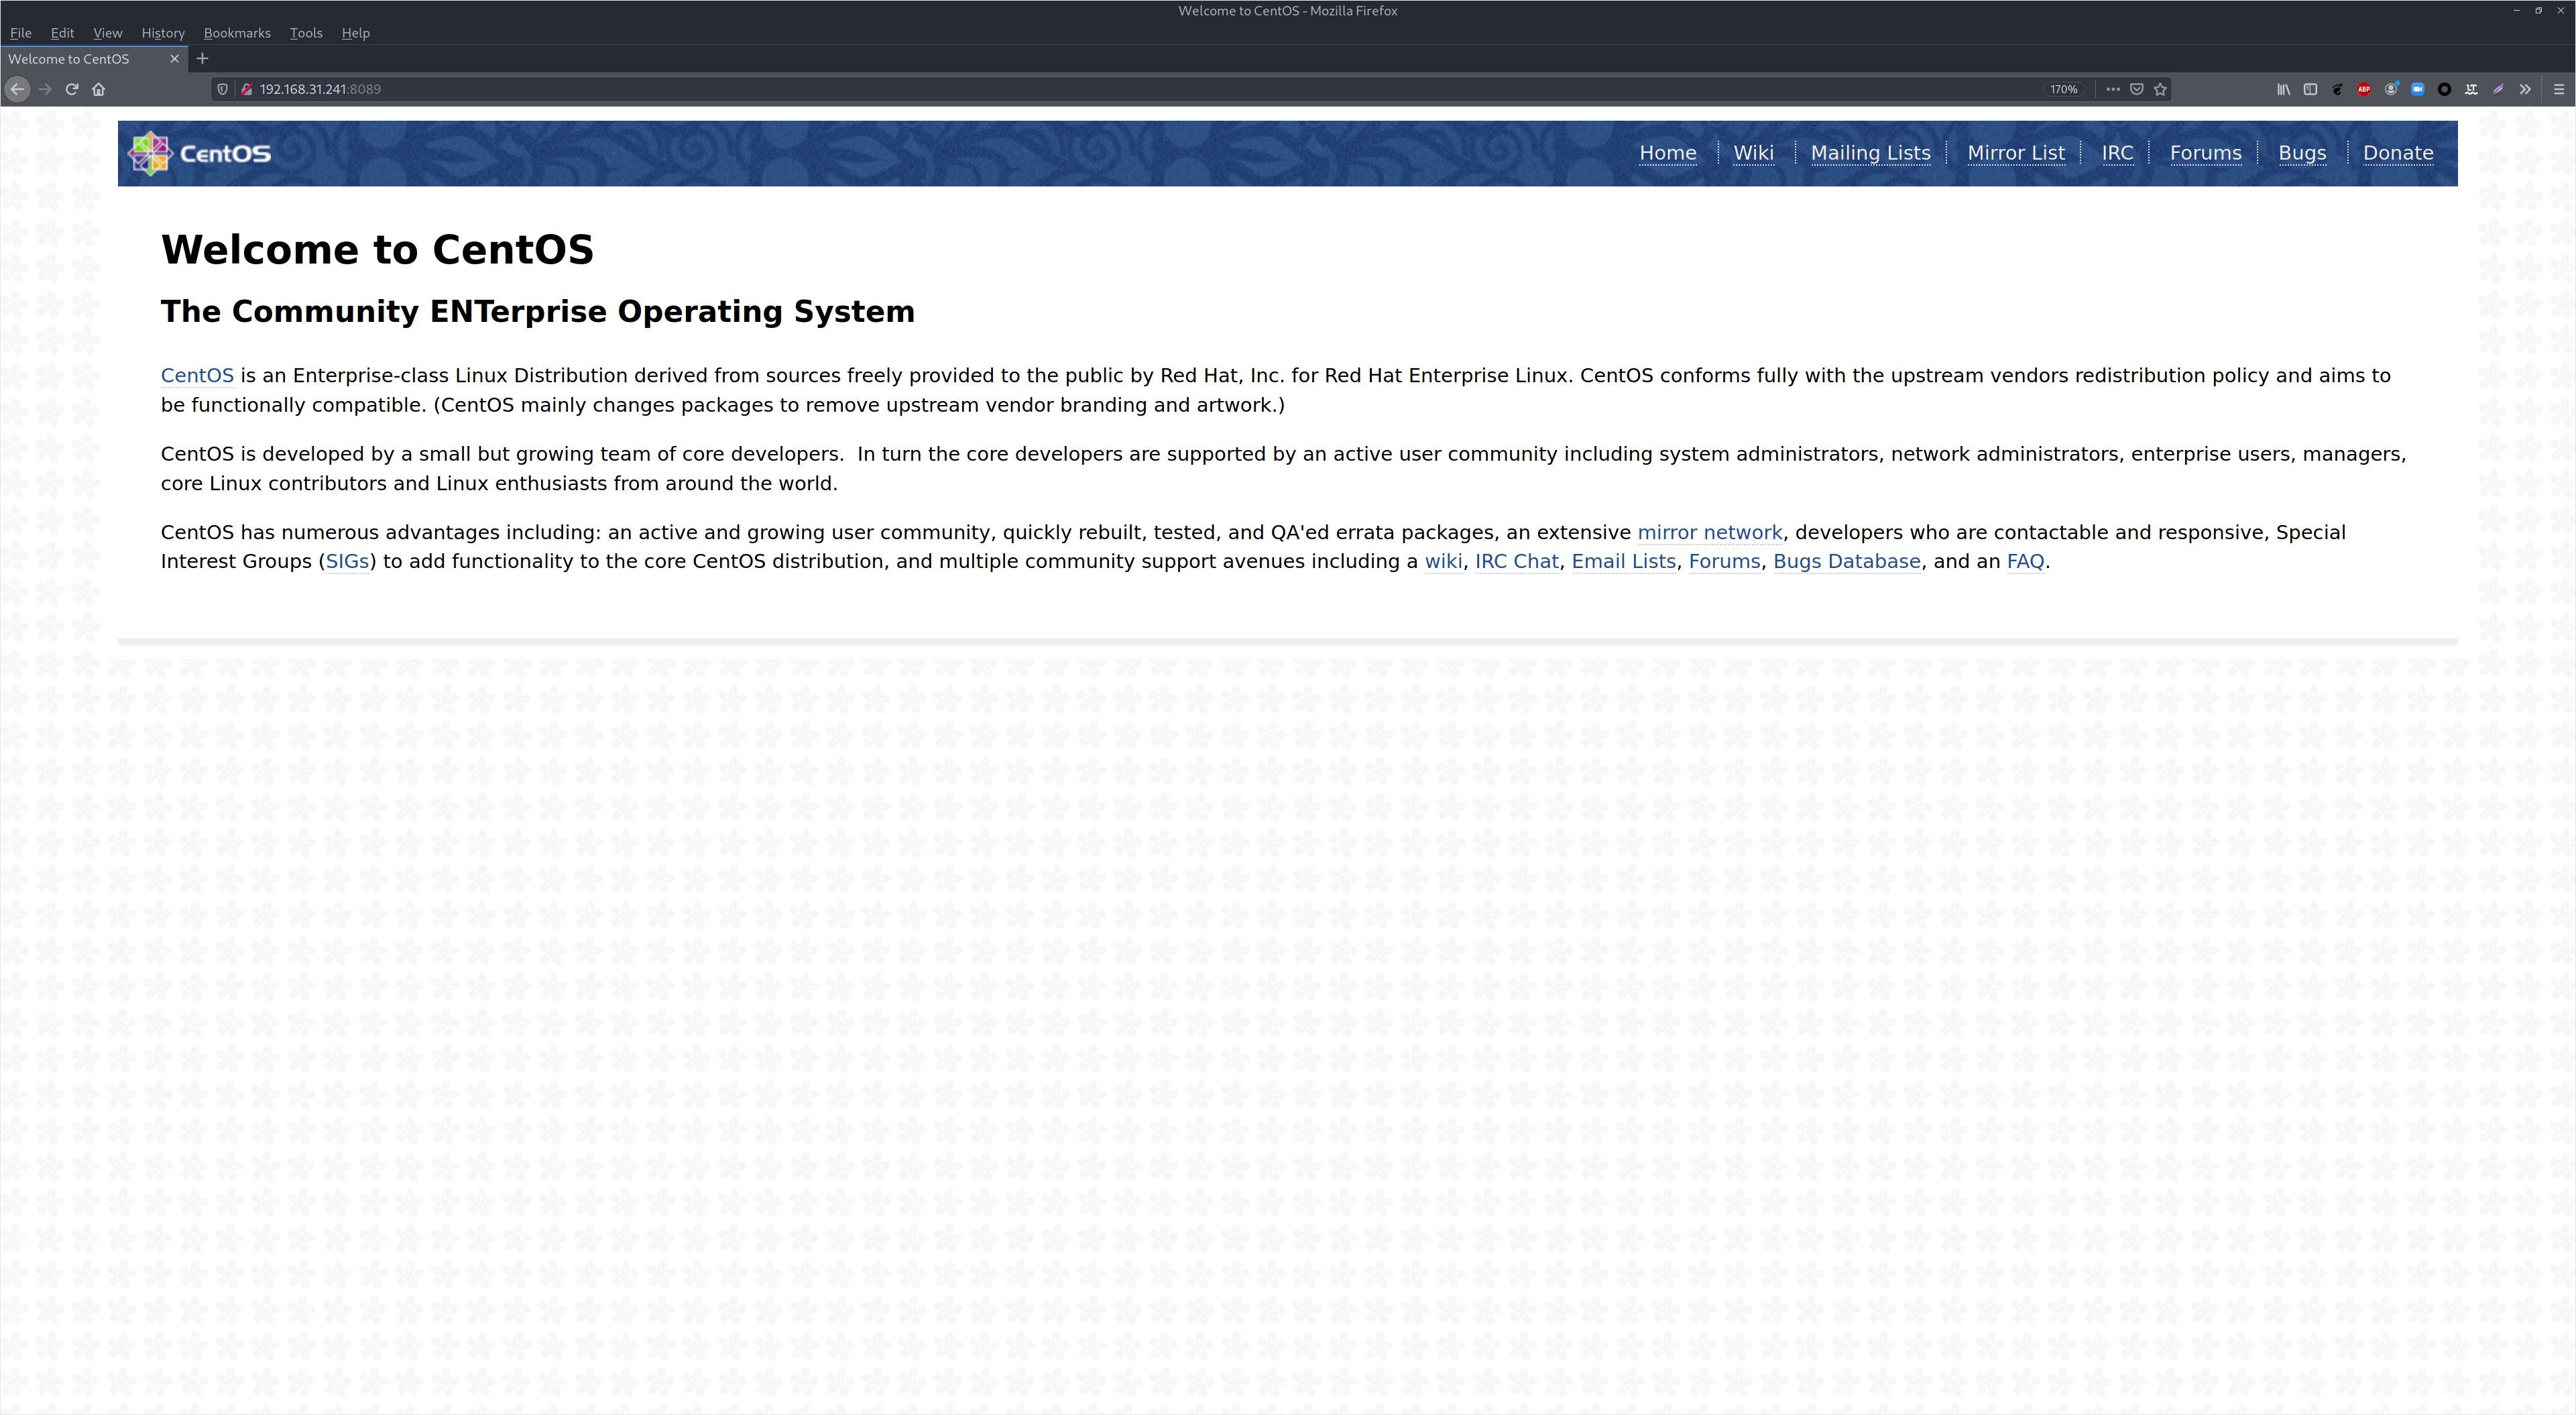 Welcome to CentOS - Mozilla Firefox
File Edit View History Bookmarks Tools Help
Welcome to CentOS
192.168.31.241:8089 170% ABP
CentOS Home Wiki Mailing Lists Mirror List IRC Forums Bugs Donate
Welcome to CentOS
The Community ENTerprise Operating System
CentOS is an Enterprise-class Linux Distribution derived from sources freely provided to the public by Red Hat, Inc. for Red Hat Enterprise Linux. CentOS conforms fully with the upstream vendors redistribution policy and aims to
be functionally compatible. (CentOS mainly changes packages to remove upstream vendor branding and artwork.)
CentOS is developed by a small but growing team of core developers.  In turn the core developers are supported by an active user community including system administrators, network administrators, enterprise users, managers,
core Linux contributors and Linux enthusiasts from around the world.
CentOS has numerous advantages including: an active and growing user community, quickly rebuilt, tested, and QA'ed errata packages, an extensive mirror network, developers who are contactable and responsive, Special
Interest Groups (SIGs) to add functionality to the core CentOS distribution, and multiple community support avenues including a wiki, IRC Chat, Email Lists, Forums, Bugs Database, and an FAQ.